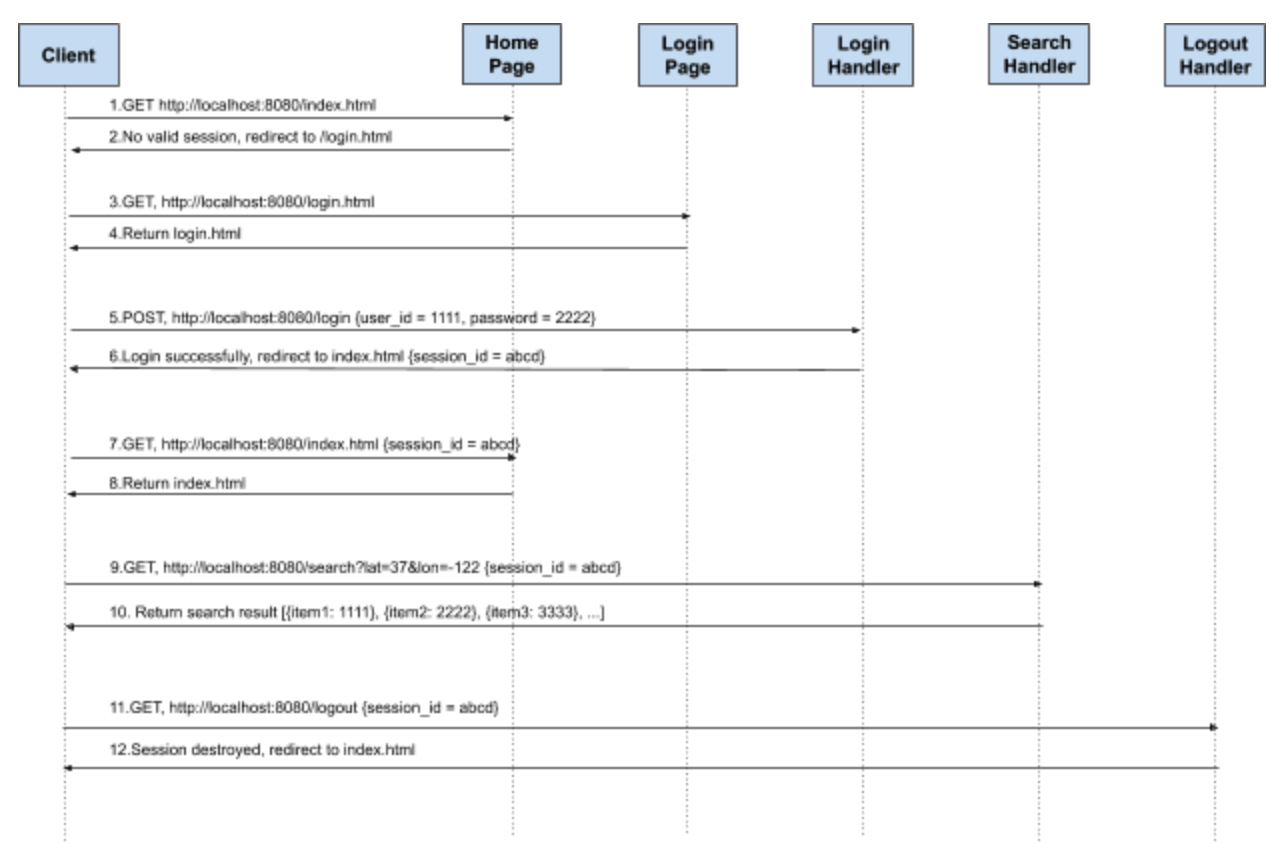 Client
Home
Page
Login
Page
Login
Handler
Search
Handler
Logout
Handler
1.GET http://localhost:8080/index.html
2.No valid session, redirect to /login.html
3.GET, http://localhost:8080/login.html
4.Return login.html
5.POST, http://localhost:8080/login {user_id = 1111, password = 2222}
6.Login successfully, redirect to index.html {session_id = abcd}
7.GET, http://localhost:8080/index.html {session_id = abcd}
8.Return index.html
9.GET, http://localhost:8080/search?lat=37&lon=-122 {session_id = abcd}
10. Return search result [{item1: 1111}, {item2: 2222}, {item3: 3333}, ...]
11.GET, http://localhost:8080/logout {session_id = abcd}
12.Session destroyed, redirect to index.html